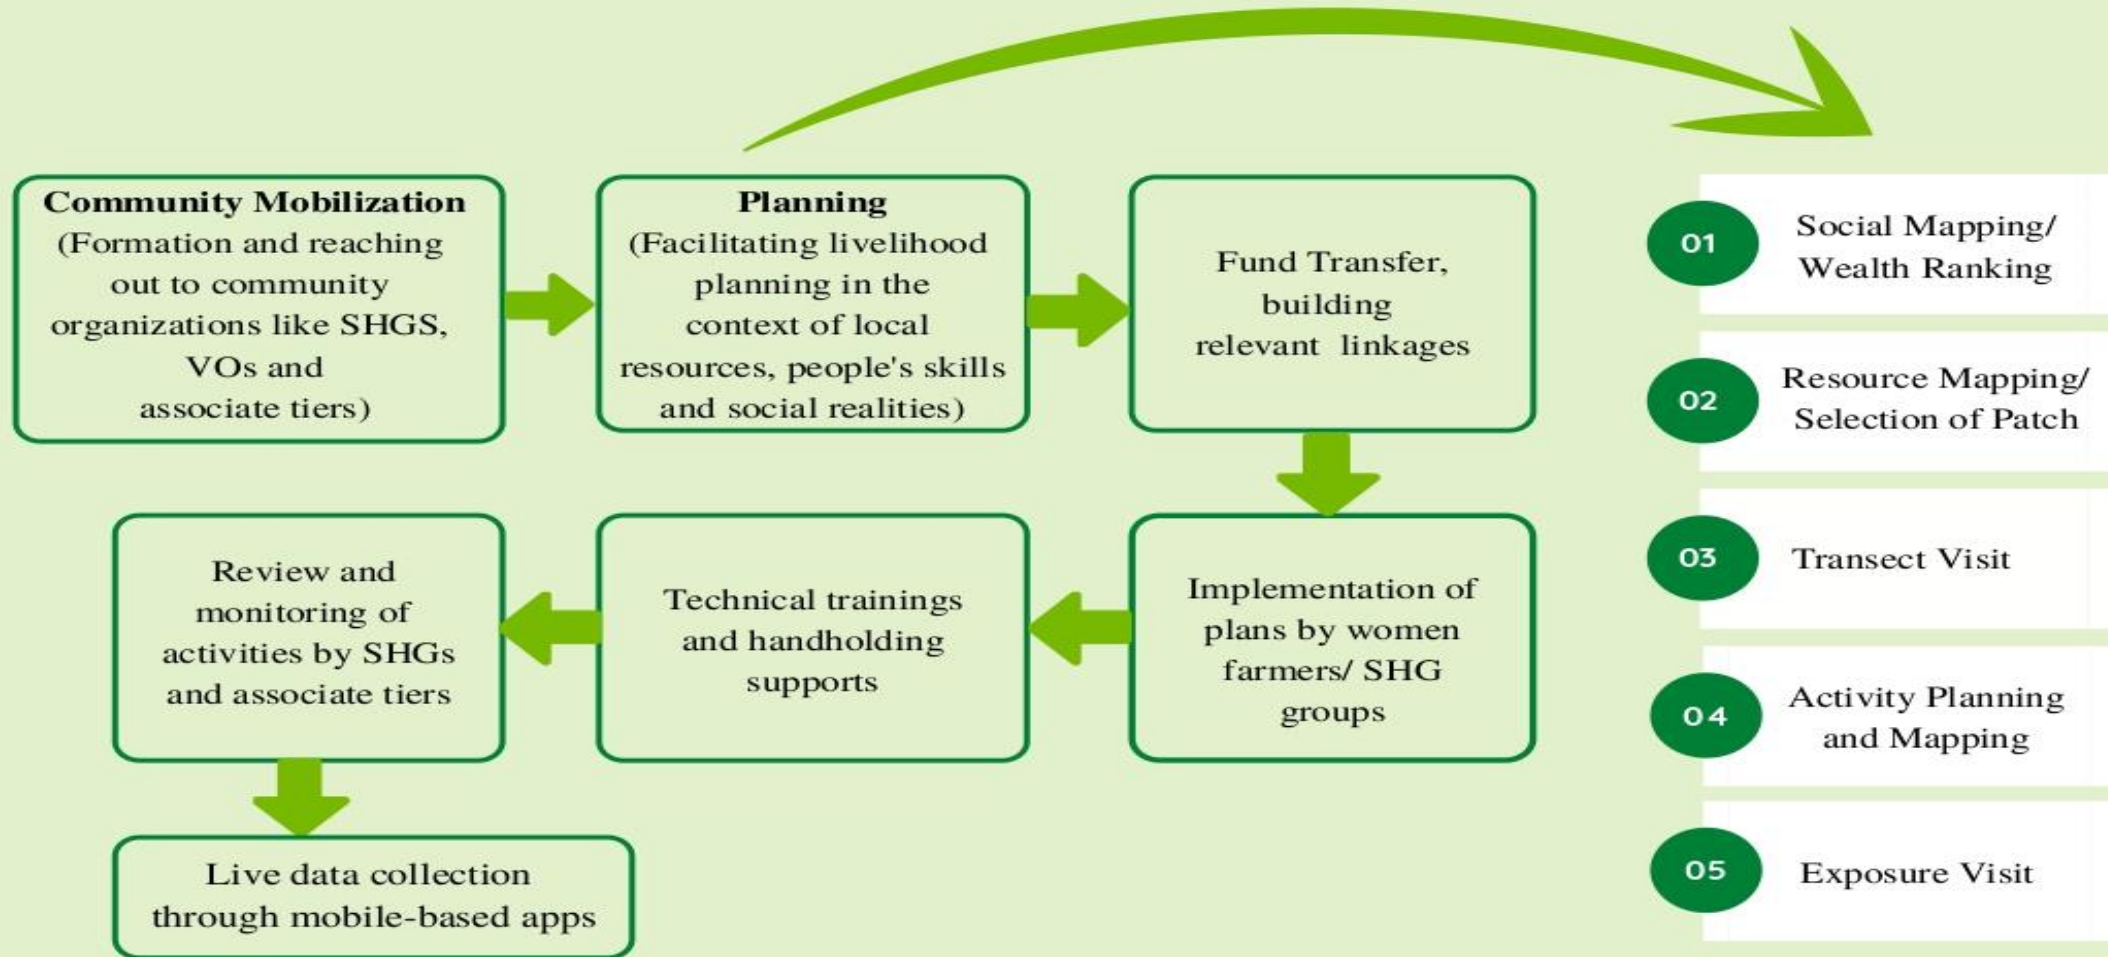 Community Mobilization
(Formation and reaching
out to community
organizations like SHGS,
VOs and
associate tiers)
Planning
(Facilitating livelihood
planning in the
context of local
resources, people's skills
and social realities)
Fund Transfer,
building
relevant linkages
Implementation of
plans by women
farmers/ SHG
groups
Technical trainings
and handholding
supports
Review and
monitoring of
activities by SHGs
and associate tiers
Live data collection
through mobile-based apps
01
Social Mapping/
Wealth Ranking
02
Resource Mapping/
Selection of Patch
03
Transect Visit
04
Activity Planning
and Mapping
05
Exposure Visit